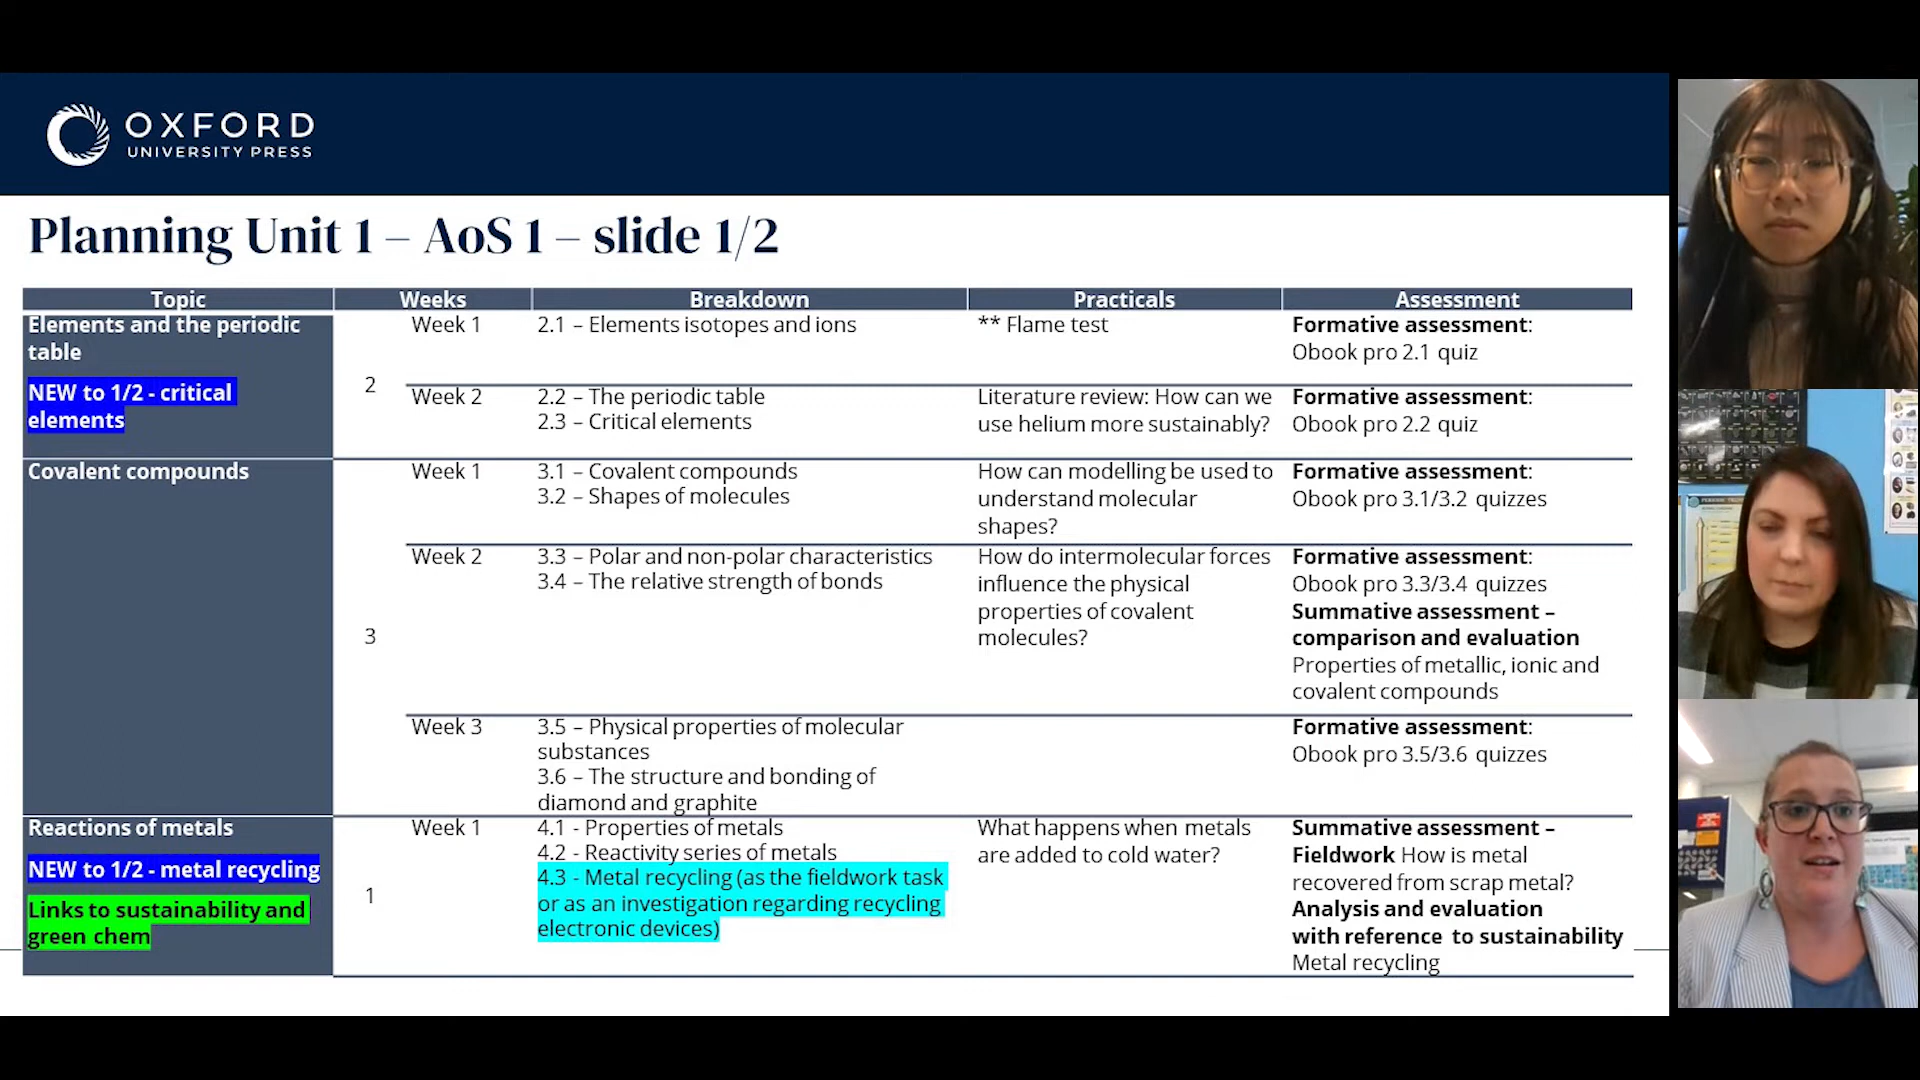 OXFORD
UNIVERSITY PRESS
Planning Unit 1 – AoS 1 – slide 1/2
Topic
Weeks
Breakdown
Practicals
Assessment
Elements and the periodic
table
NEW to 1/2 - critical
elements
2
Week 1
2.1 – Elements isotopes and ions
** Flame test
Formative assessment:
Obook pro 2.1 quiz
Week 2
2.2 – The periodic table
2.3 – Critical elements
Literature review: How can we
use helium more sustainably?
Formative assessment:
Obook pro 2.2 quiz
Covalent compounds
3
Week 1
3.1 – Covalent compounds
3.2 – Shapes of molecules
How can modelling be used to
understand molecular
shapes?
Formative assessment:
Obook pro 3.1/3.2 quizzes
Week 2
3.3 – Polar and non-polar characteristics
3.4 – The relative strength of bonds
How do intermolecular forces
influence the physical
properties of covalent
molecules?
Formative assessment:
Obook pro 3.3/3.4 quizzes
Summative assessment –
comparison and evaluation
Properties of metallic, ionic and
covalent compounds
Week 3
3.5 – Physical properties of molecular
substances
3.6 – The structure and bonding of
diamond and graphite
Formative assessment:
Obook pro 3.5/3.6 quizzes
Reactions of metals
NEW to 1/2 - metal recycling
Links to sustainability and
green chem
1
Week 1
4.1 - Properties of metals
4.2 - Reactivity series of metals
4.3 - Metal recycling (as the fieldwork task
or as an investigation regarding recycling
electronic devices)
What happens when metals
are added to cold water?
Summative assessment –
Fieldwork How is metal
recovered from scrap metal?
Analysis and evaluation
with reference to sustainability
Metal recycling